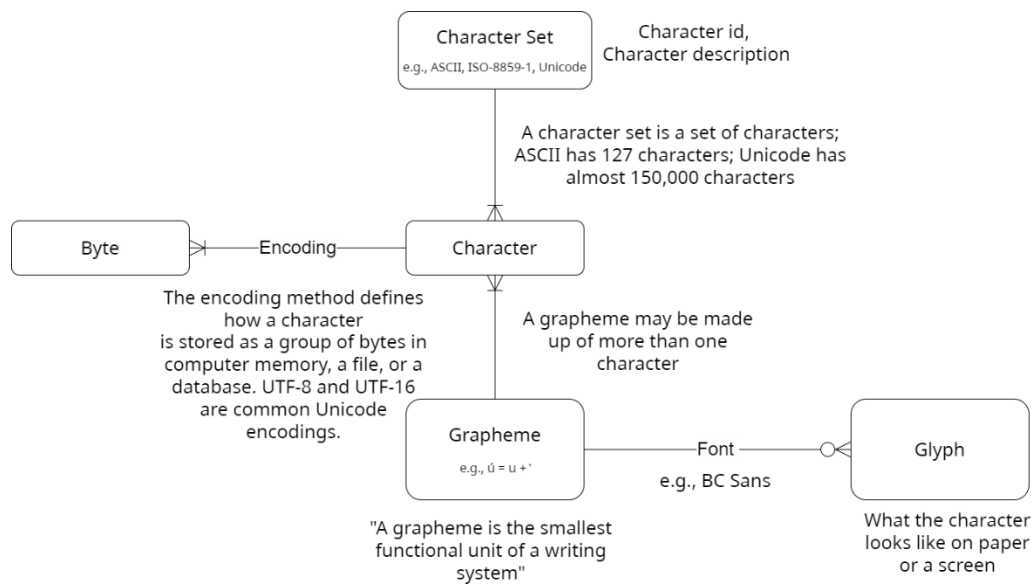 Character Set
e.g., ASCII, ISO-8859-1, Unicode
Character id,
Character description
A character set is a set of characters;
ASCII has 127 characters; Unicode has
almost 150,000 characters
Byte
Encoding
Character
The encoding method defines
how a character
is stored as a group of bytes in
computer memory, a file, or a
database. UTF-8 and UTF-16
are common Unicode
encodings.
A grapheme may be made
up of more than one
character
Grapheme
e.g., ú = u + '
Font
e.g., BC Sans
Glyph
"A grapheme is the smallest
functional unit of a writing
system"
What the character
looks like on paper
or a screen